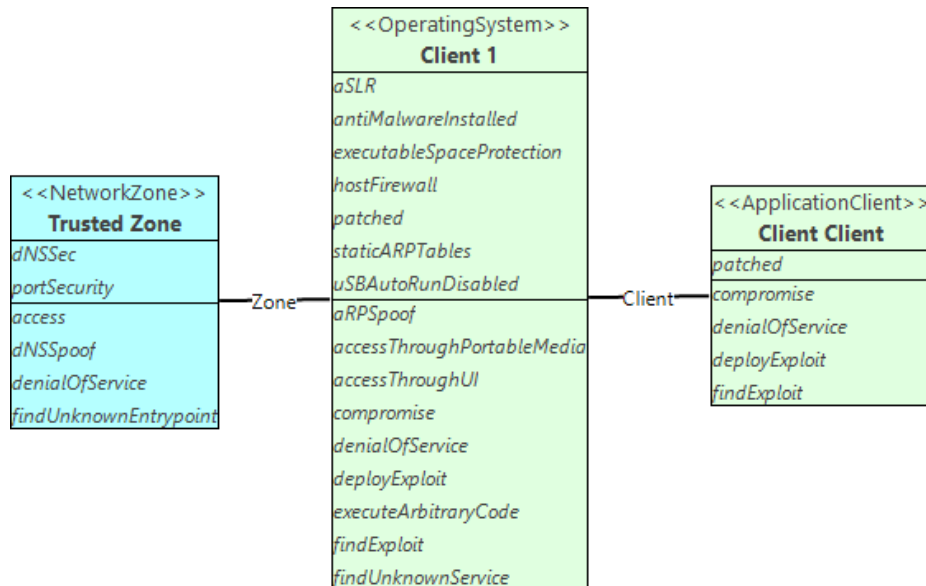 <<NetworkZone>>
Trusted Zone
dNSSec
portSecurity
access
dNSSpoof
denialOfService
findUnknownEntrypoint
Zone
<<OperatingSystem>>
Client 1
aSLR
antiMalwareInstalled
executableSpaceProtection
hostFirewall
patched
staticARPTables
uSBAutoRunDisabled
aRPSpoof
accessThroughPortableMedia
accessThroughUI
compromise
denialOfService
deployExploit
executeArbitraryCode
findExploit
findUnknownService
Client
<<ApplicationClient>>
Client Client
patched
compromise
denialOfService
deployExploit
findExploit